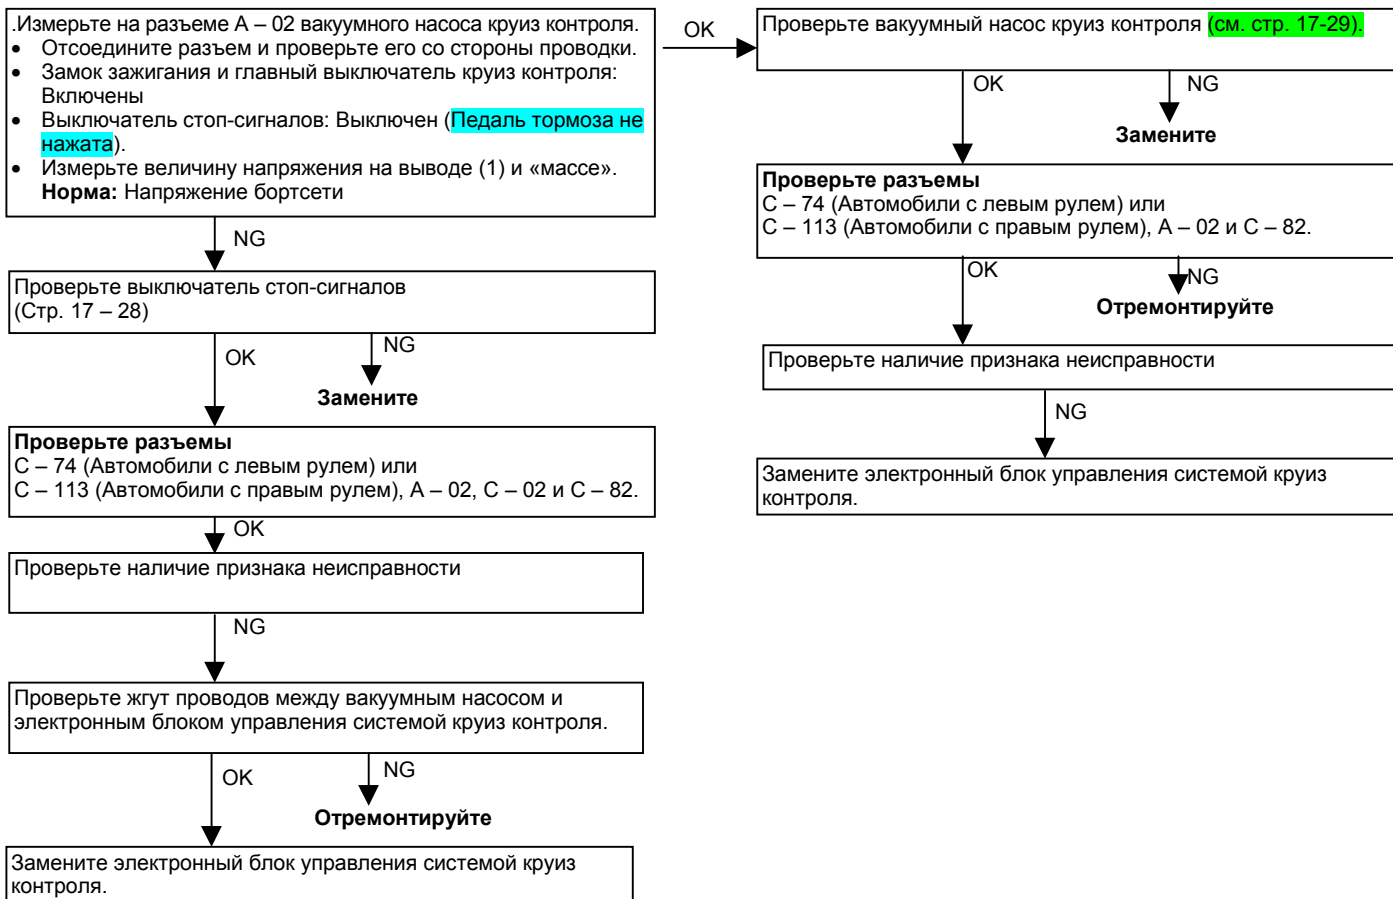 .Измерьте на разъеме А – 02 вакуумного насоса круиз контроля.
• Отсоедините разъем и проверьте его со стороны проводки.
• Замок зажигания и главный выключатель круиз контроля:
Включены
• Выключатель стоп-сигналов: Выключен (Педаль тормоза не
нажата).
• Измерьте величину напряжения на выводе (1) и «массе».
Норма: Напряжение бортсети
NG
Проверьте выключатель стоп-сигналов
(Стр. 17 – 28)
OK
NG
Замените
Проверьте разъемы
С – 74 (Автомобили с левым рулем) или
С – 113 (Автомобили с правым рулем), А – 02, С – 02 и С – 82.
OK
Проверьте наличие признака неисправности
NG
Проверьте жгут проводов между вакуумным насосом и
электронным блоком управления системой круиз контроля.
OK
NG
Отремонтируйте
Замените электронный блок управления системой круиз
контроля.
OK
Проверьте вакуумный насос круиз контроля (см. стр. 17-29).
OK
NG
Замените
Проверьте разъемы
С – 74 (Автомобили с левым рулем) или
С – 113 (Автомобили с правым рулем), А – 02 и С – 82.
OK
NG
Отремонтируйте
Проверьте наличие признака неисправности
NG
Замените электронный блок управления системой круиз
контроля.